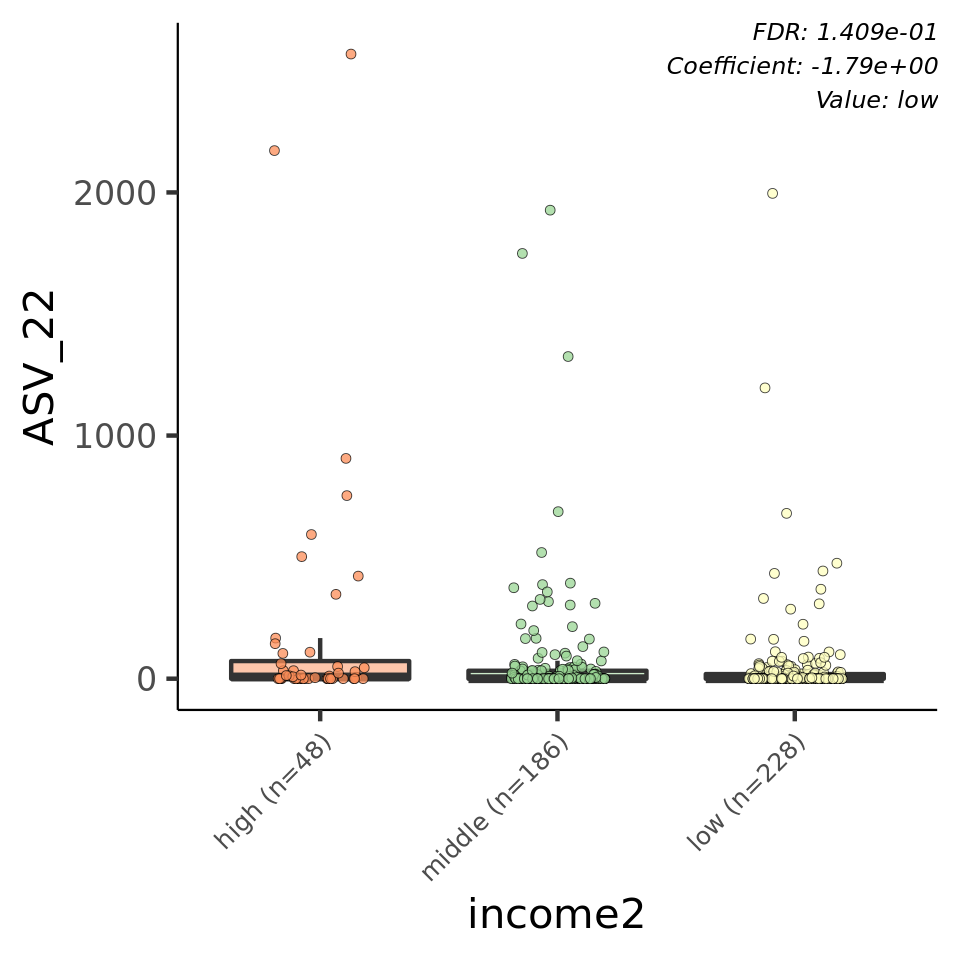 FDR: 1.409e-01
Coefficient: -1.79e+00
Value: low
ASV_22
2000
1000
0
high (n=48)
middle (n=186)
low (n=228)
income2